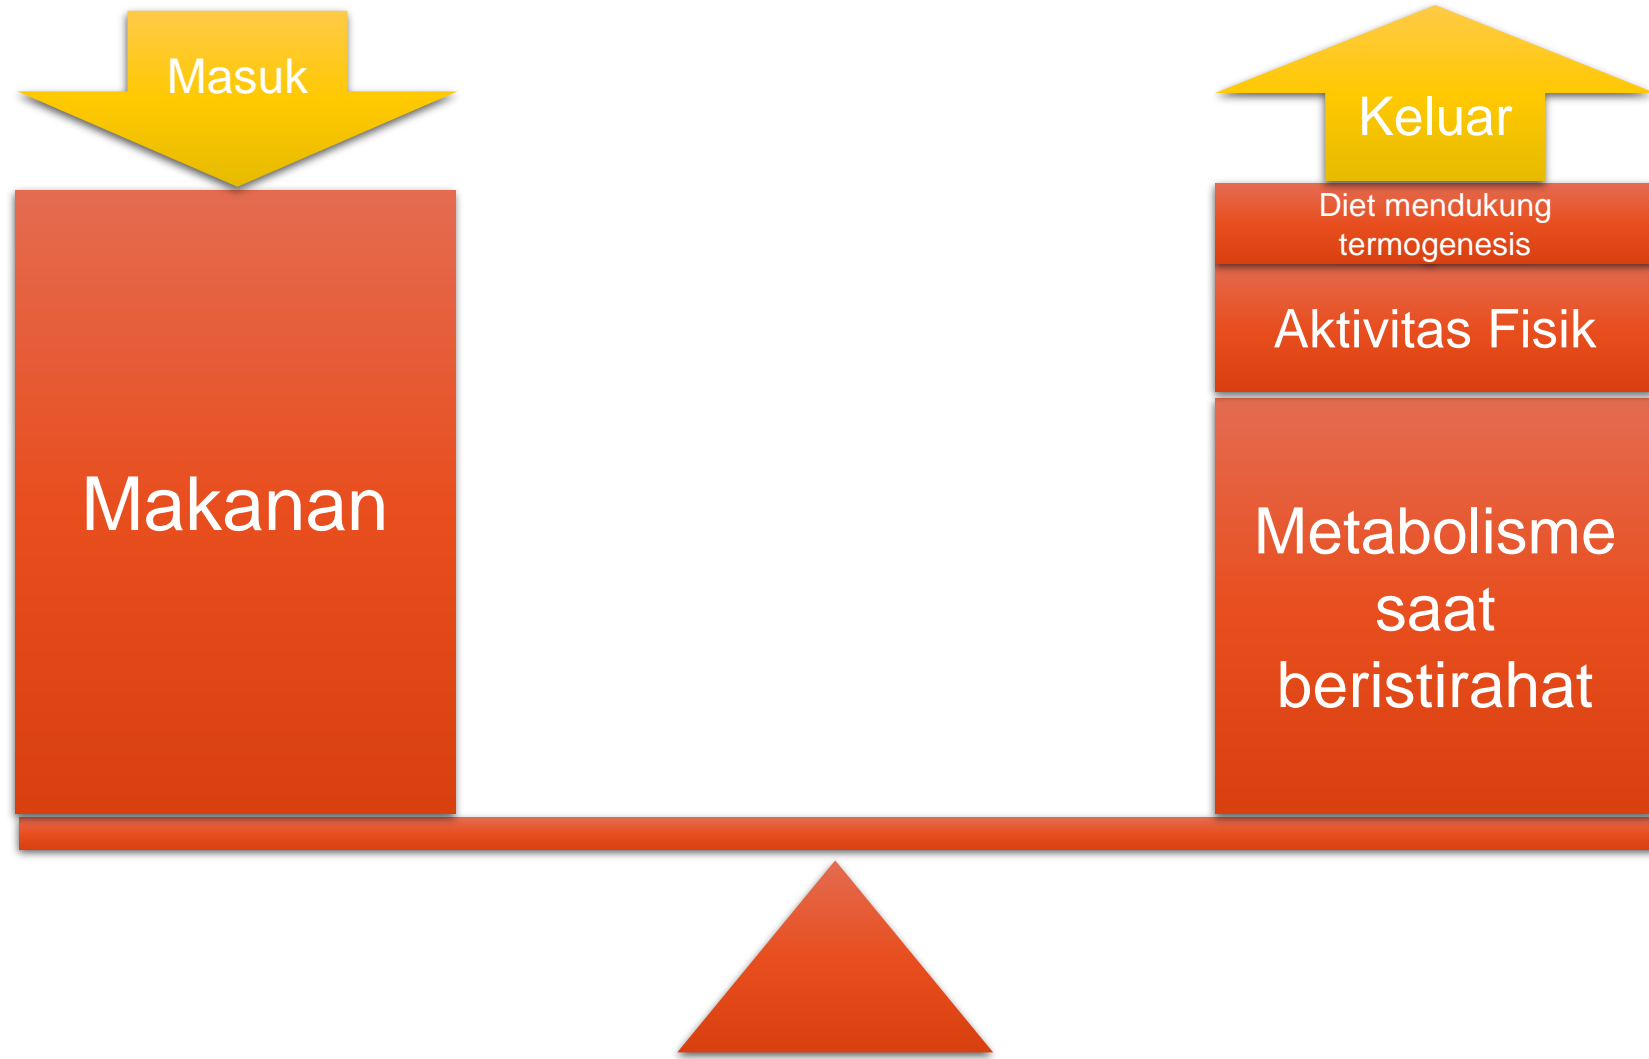 Masuk
Makanan
Keluar
Diet mendukung
termogenesis
Aktivitas Fisik
Metabolisme
saat
beristirahat